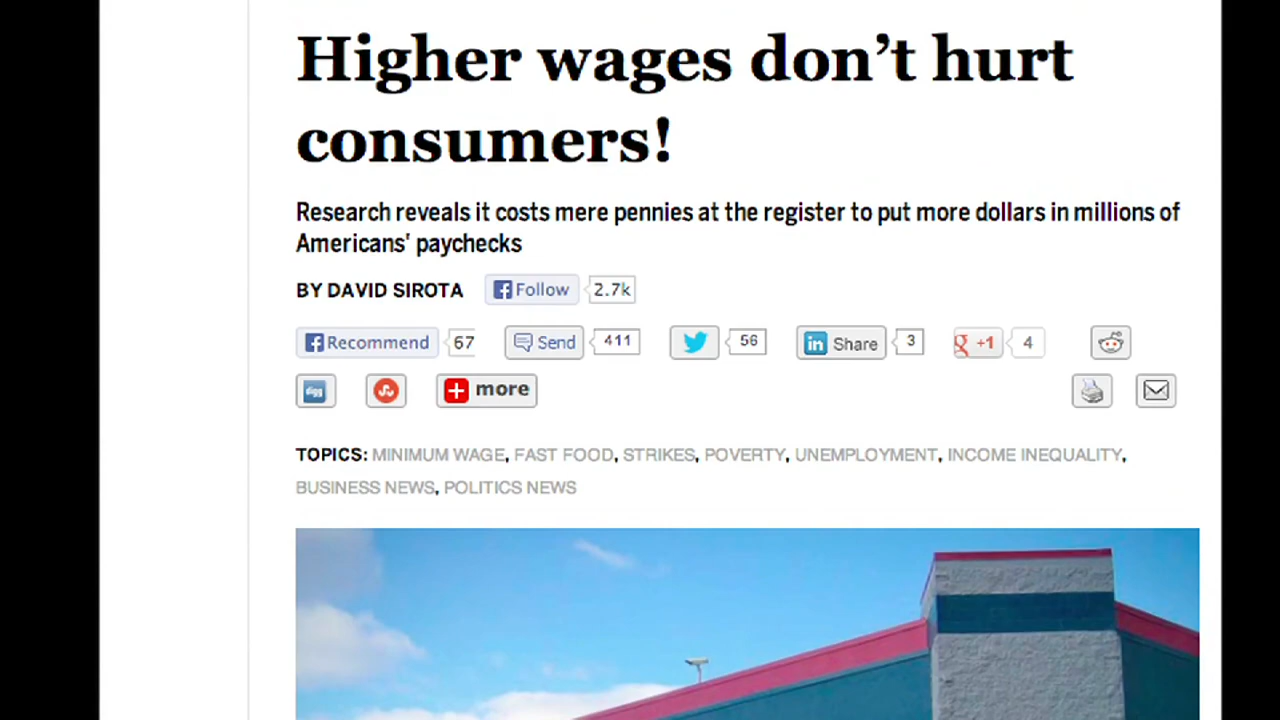 Higher wages don’t hurt
consumers!
Research reveals it costs mere pennies at the register to put more dollars in millions of
Americans' paychecks
BY DAVID SIROTA Follow 2.7k
Recommend 67 Send 411 56 in Share 3 g +1 4
digg more
TOPICS: MINIMUM WAGE, FAST FOOD, STRIKES, POVERTY, UNEMPLOYMENT, INCOME INEQUALITY,
BUSINESS NEWS, POLITICS NEWS